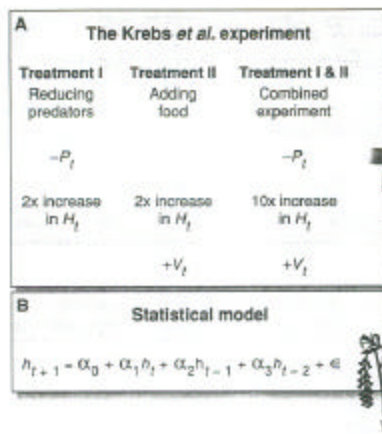 A
The Krebs et al. experiment
Treatment I Treatment II Treatment I & II
Reducing Adding Combined
predators food experiment
−Pₜ −Pₜ
2x increase 2x increase 10x increase
in Hₜ in Hₜ in Hₜ
+Vₜ +Vₜ
B
Statistical model
hₜ₊₁ = α₀ + α₁hₜ + α₂hₜ₋₁ + α₃hₜ₋₂ + ∈